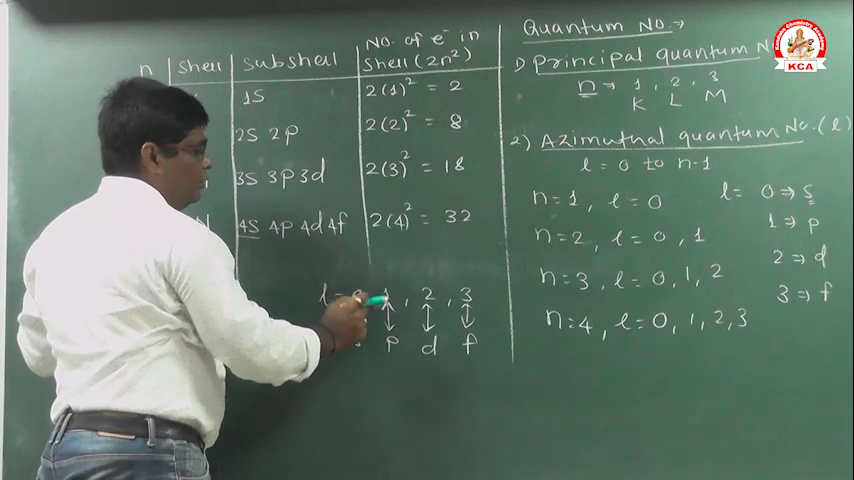 n | Shell | Subshell | No. of e⁻ in Shell (2n²)
1S | 2(1)² = 2
2S 2p | 2(2)² = 8
3S 3p 3d | 2(3)² = 18
4S 4p 4d 4f | 2(4)² = 32
l = , 1, 2, 3
p d f
Quantum No. →
1) Principal quantum N
n → 1, 2, 3
K L M
2) Azimuthal quantum No. (l)
l = 0 to n-1
n=1, l=0
n=2, l=0, 1
n=3, l=0, 1, 2
n=4, l=0, 1, 2, 3
l= 0 ⇒ S
1 ⇒ p
2 ⇒ d
3 ⇒ f
KCA